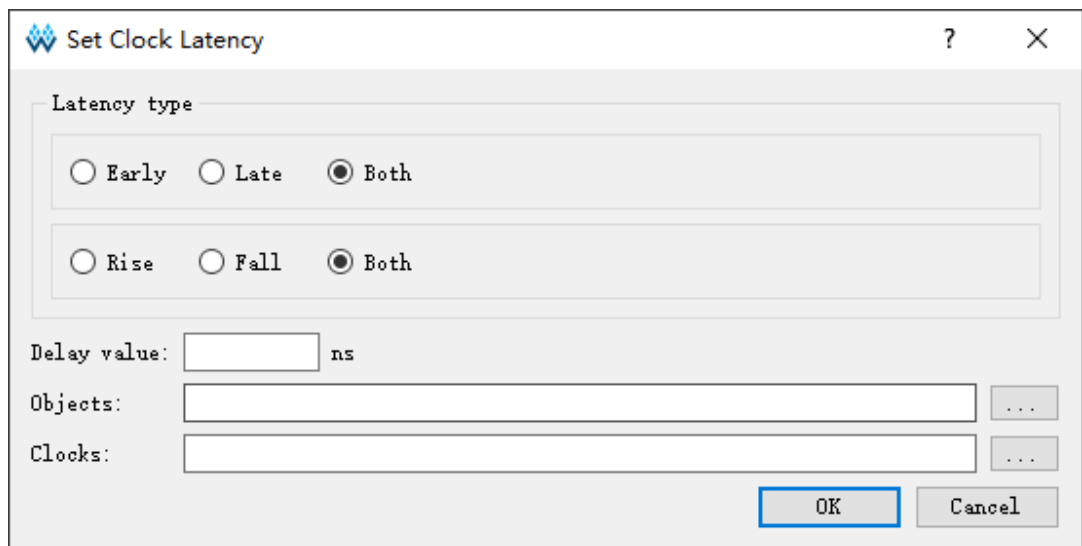 Set Clock Latency ?
Latency type
Early Late Both
Rise Fall Both
Delay value: ns
Objects: ...
Clocks: ...
OK Cancel